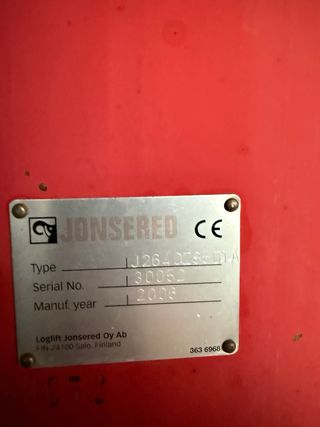 JONSERED CE
Type
Serial No. 30052
Manuf. year 2008
Loglift Jonsered Oy Ab
FIN-24100 Salo, Finland
363 6968